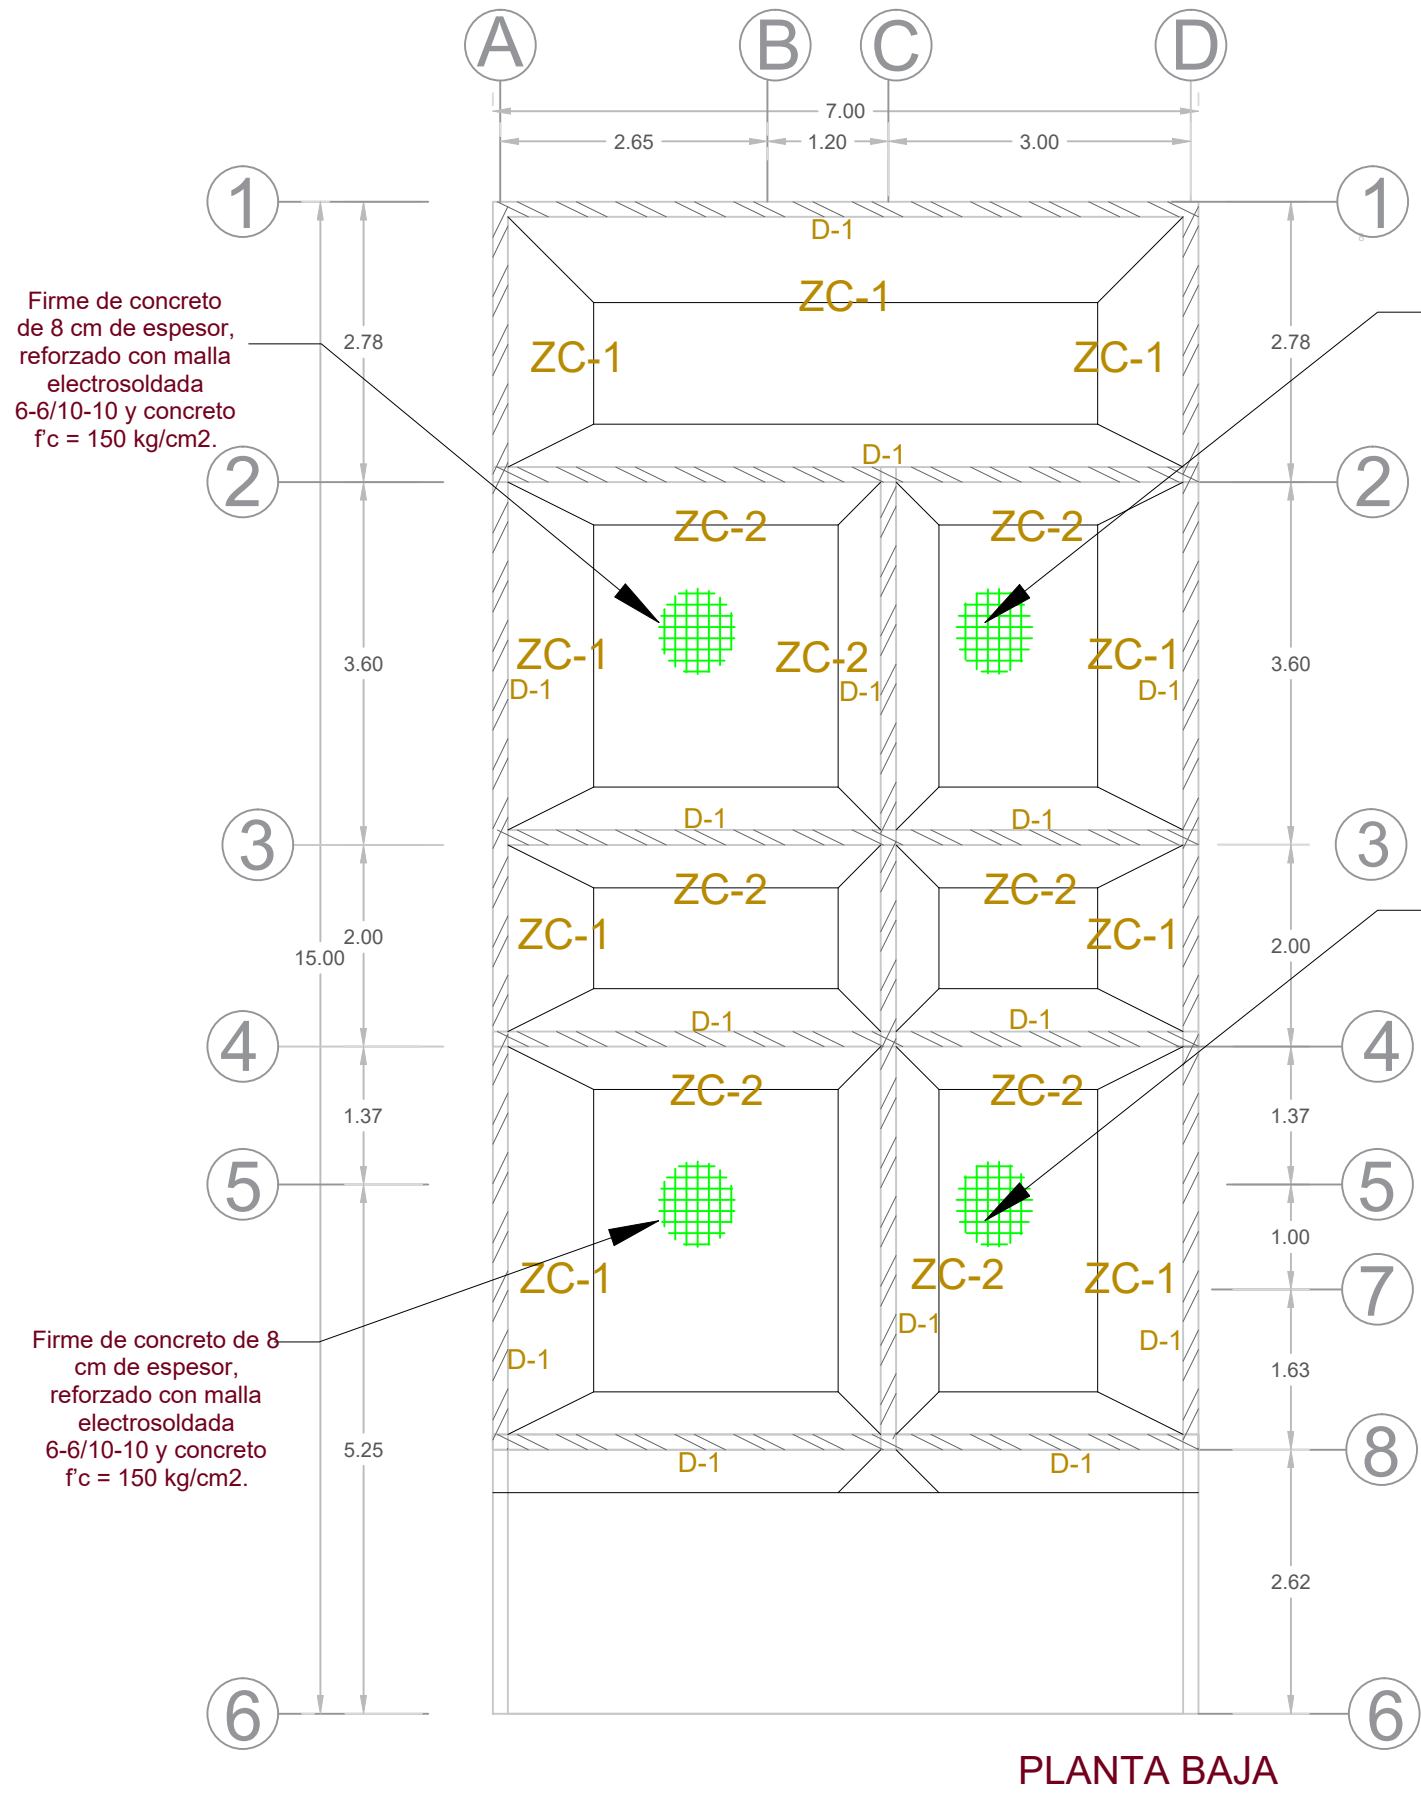 A B C D
7.00
2.65 1.20 3.00
1 1
D-1
8
ZC-1
Firme de concreto
de 8 cm de espesor,
reforzado con malla
electrosoldada
6-6/10-10 y concreto
f'c = 150 kg/cm2.
2.78 ZC-1 ZC-1 2.78
D-1
2 2
ZC-2 ZC-2
3.60 ZC-1 ZC-2 ZC-1 3.60
D-1 D-1 D-1
D-1 D-1
3 3
ZC-2 ZC-2
2.00 ZC-1 ZC-1 2.00
15.00
D-1 D-1
4 4
ZC-2 ZC-2
1.37 1.37
5 5
1.00
ZC-1 ZC-2 ZC-1
7
D-1 D-1 D-1
Firme de concreto de 8
cm de espesor,
reforzado con malla
electrosoldada
6-6/10-10 y concreto
f'c = 150 kg/cm2.
1.63
5.25
8
D-1 D-1
2.62
6 6
PLANTA BAJA